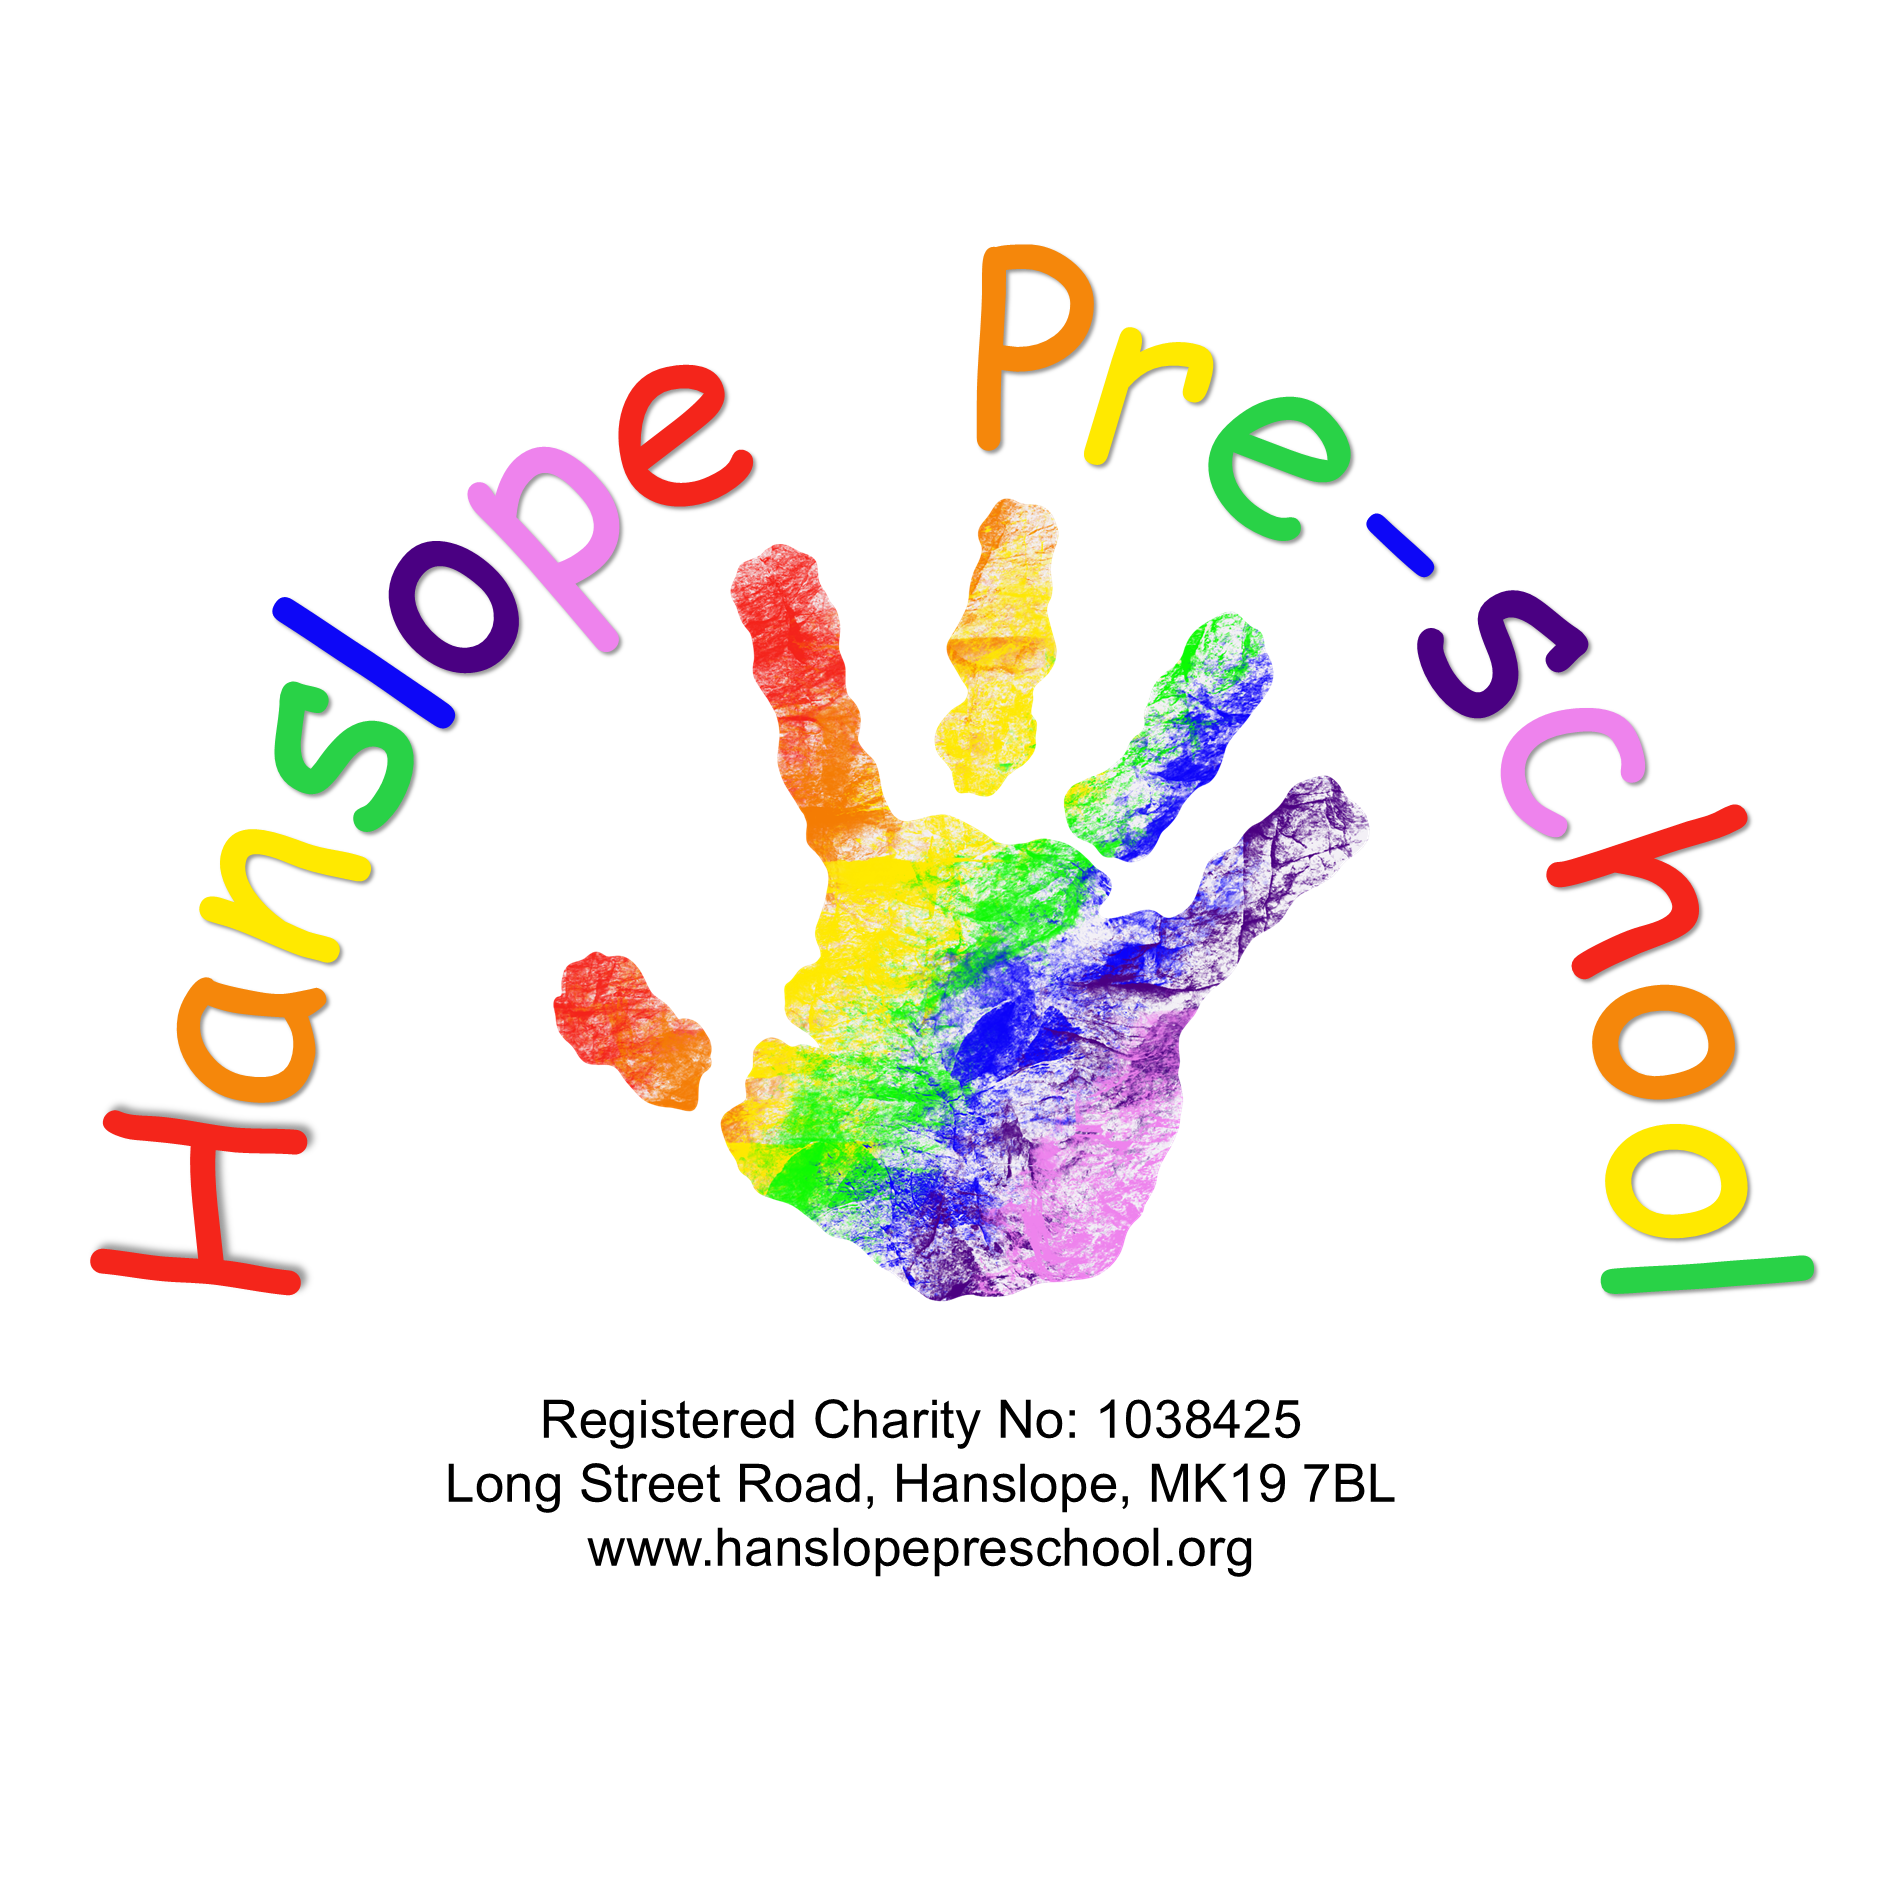 Hanslope Pre-school
Registered Charity No: 1038425
Long Street Road, Hanslope, MK19 7BL
www.hanslopepreschool.org